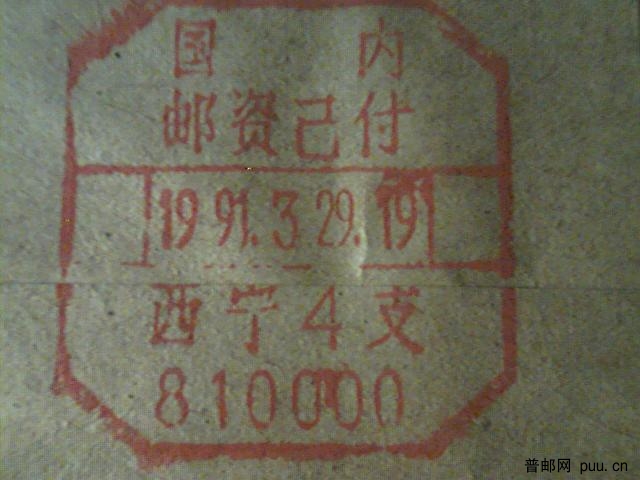 国 内
邮资已付
1991.3.29.19
西宁4支
810000
普邮网 puu.cn